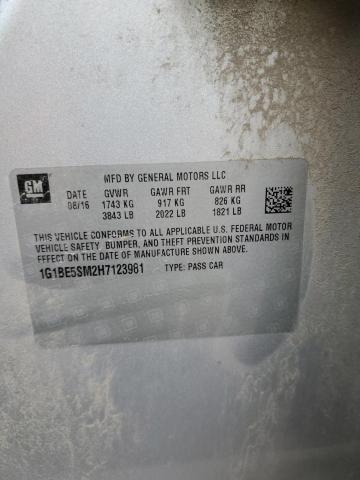 GM
MFD BY GENERAL MOTORS LLC
DATE GVWR GAWR FRT GAWR RR
08/16 1743 KG 917 KG 826 KG
3843 LB 2022 LB 1821 LB
THIS VEHICLE CONFORMS TO ALL APPLICABLE U.S. FEDERAL MOTOR
VEHICLE SAFETY, BUMPER, AND THEFT PREVENTION STANDARDS IN
EFFECT ON THE DATE OF MANUFACTURE SHOWN ABOVE.
1G1BE5SM2H7123981 TYPE: PASS CAR